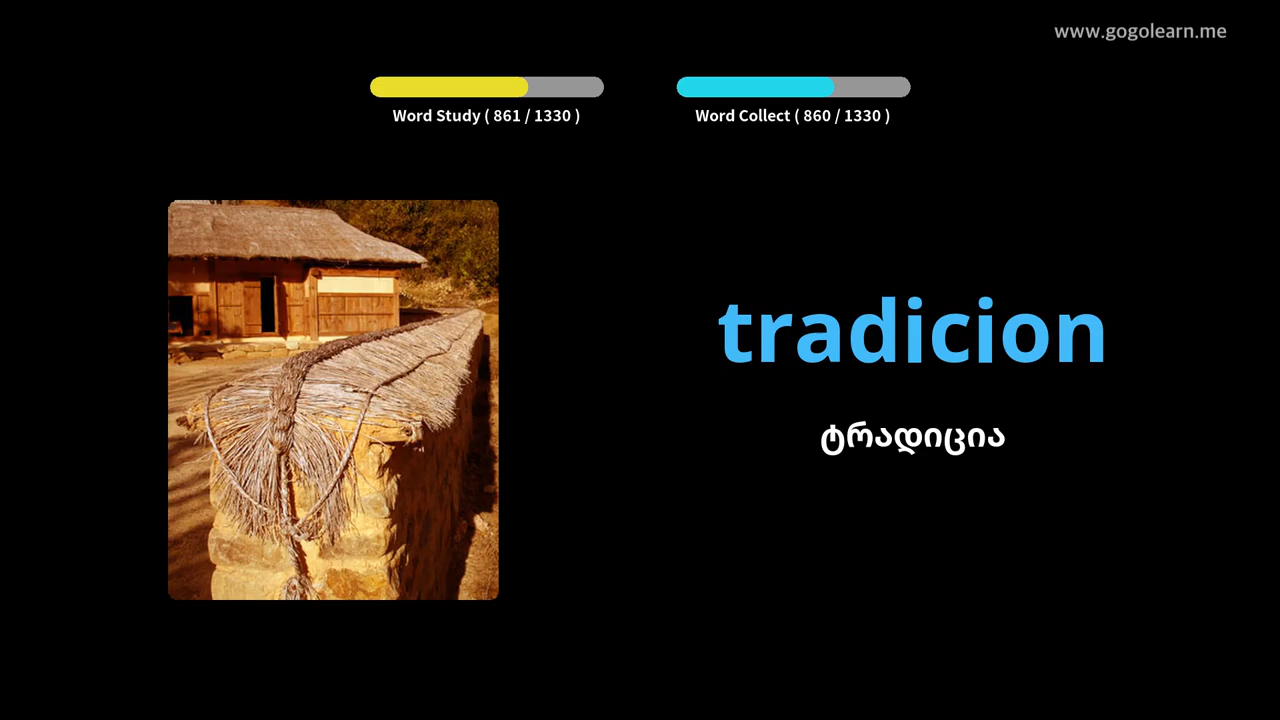 www.gogolearn.me
Word Study ( 861 / 1330 )
Word Collect ( 860 / 1330 )
tradicion
ტრადიცია